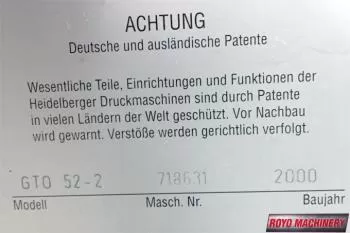 ACHTUNG
Deutsche und ausländische Patente
Wesentliche Teile, Einrichtungen und Funktionen der
Heidelberger Druckmaschinen sind durch Patente
in vielen Ländern der Welt geschützt. Vor Nachbau
wird gewarnt. Verstöße werden gerichtlich verfolgt.
GTO 52-2 718631 2000
Modell Masch. Nr. Baujahr
ROYO MACHINERY